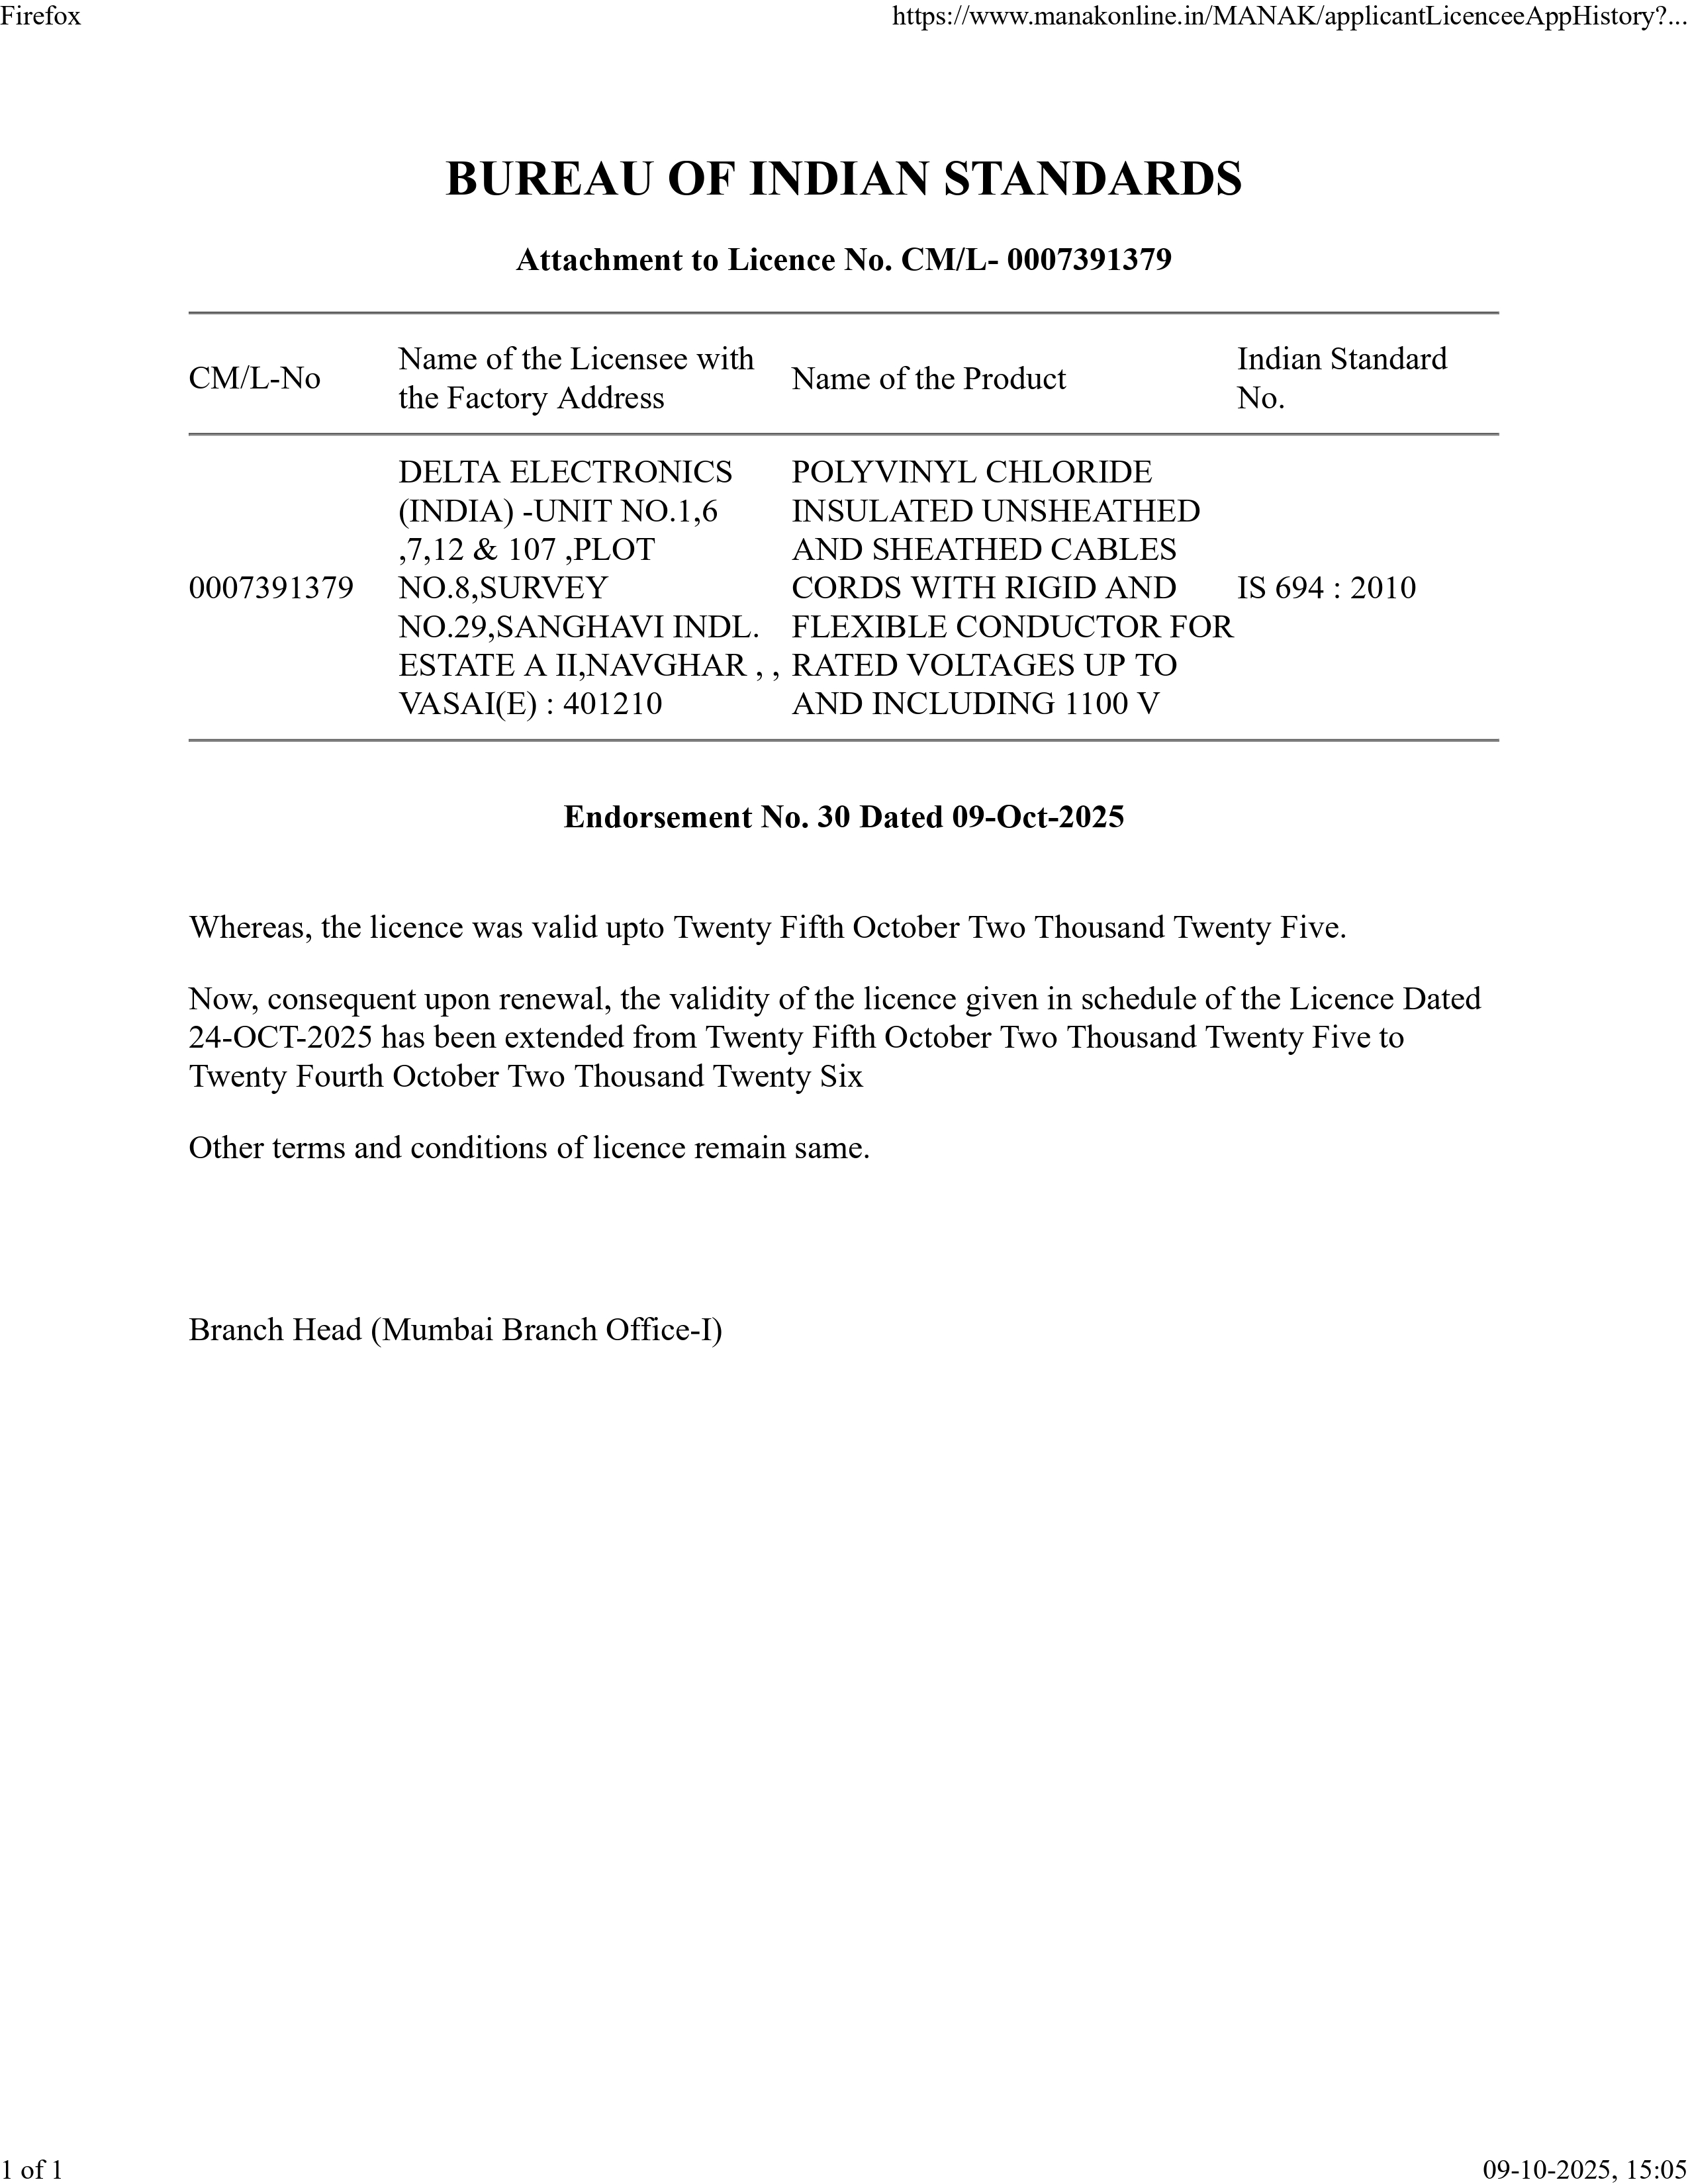 Firefox
https://www.manakonline.in/MANAK/applicantLicenceeAppHistory?...
BUREAU OF INDIAN STANDARDS
Attachment to Licence No. CM/L- 0007391379
CM/L-No
Name of the Licensee with
the Factory Address
Name of the Product
Indian Standard
No.
0007391379
DELTA ELECTRONICS
(INDIA) -UNIT NO.1,6
,7,12 & 107 ,PLOT
NO.8,SURVEY
NO.29,SANGHAVI INDL.
ESTATE A II,NAVGHAR , ,
VASAI(E) : 401210
POLYVINYL CHLORIDE
INSULATED UNSHEATHED
AND SHEATHED CABLES
CORDS WITH RIGID AND
FLEXIBLE CONDUCTOR FOR
RATED VOLTAGES UP TO
AND INCLUDING 1100 V
IS 694 : 2010
Endorsement No. 30 Dated 09-Oct-2025
Whereas, the licence was valid upto Twenty Fifth October Two Thousand Twenty Five.
Now, consequent upon renewal, the validity of the licence given in schedule of the Licence Dated
24-OCT-2025 has been extended from Twenty Fifth October Two Thousand Twenty Five to
Twenty Fourth October Two Thousand Twenty Six
Other terms and conditions of licence remain same.
Branch Head (Mumbai Branch Office-I)
1 of 1
09-10-2025, 15:05